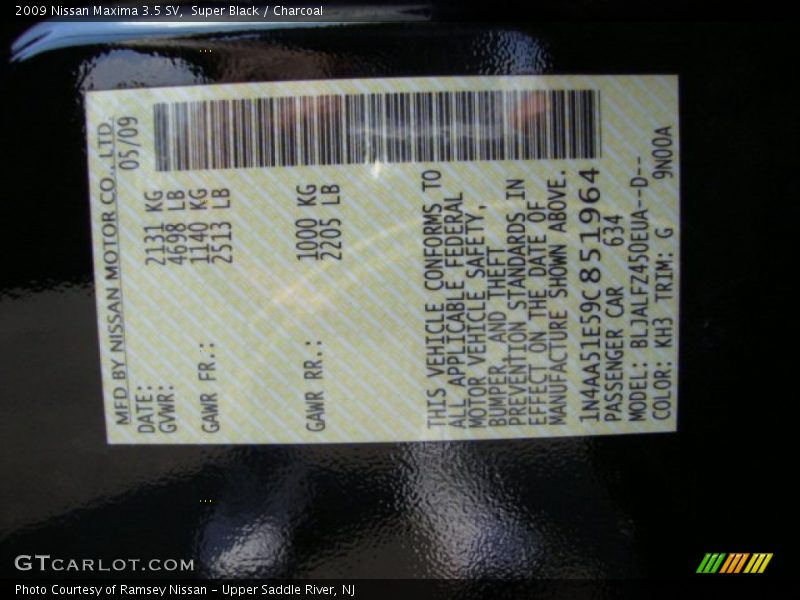 2009 Nissan Maxima 3.5 SV,  Super Black / Charcoal
MFD BY NISSAN MOTOR CO., LTD.
DATE: 05/09
GVWR: 2131 KG
4698 LB
GAWR FR.: 1140 KG
2513 LB
GAWR RR.: 1000 KG
2205 LB
THIS VEHICLE CONFORMS TO
ALL APPLICABLE FEDERAL
MOTOR VEHICLE SAFETY,
BUMPER, AND THEFT
PREVENTION STANDARDS IN
EFFECT ON THE DATE OF
MANUFACTURE SHOWN ABOVE.
1N4AA51E59C851964
PASSENGER CAR 634
MODEL: BLJALFZ450EUA--D--
COLOR: KH3 TRIM: G 9N00A
GTCARLOT.COM
Photo Courtesy of Ramsey Nissan – Upper Saddle River, NJ